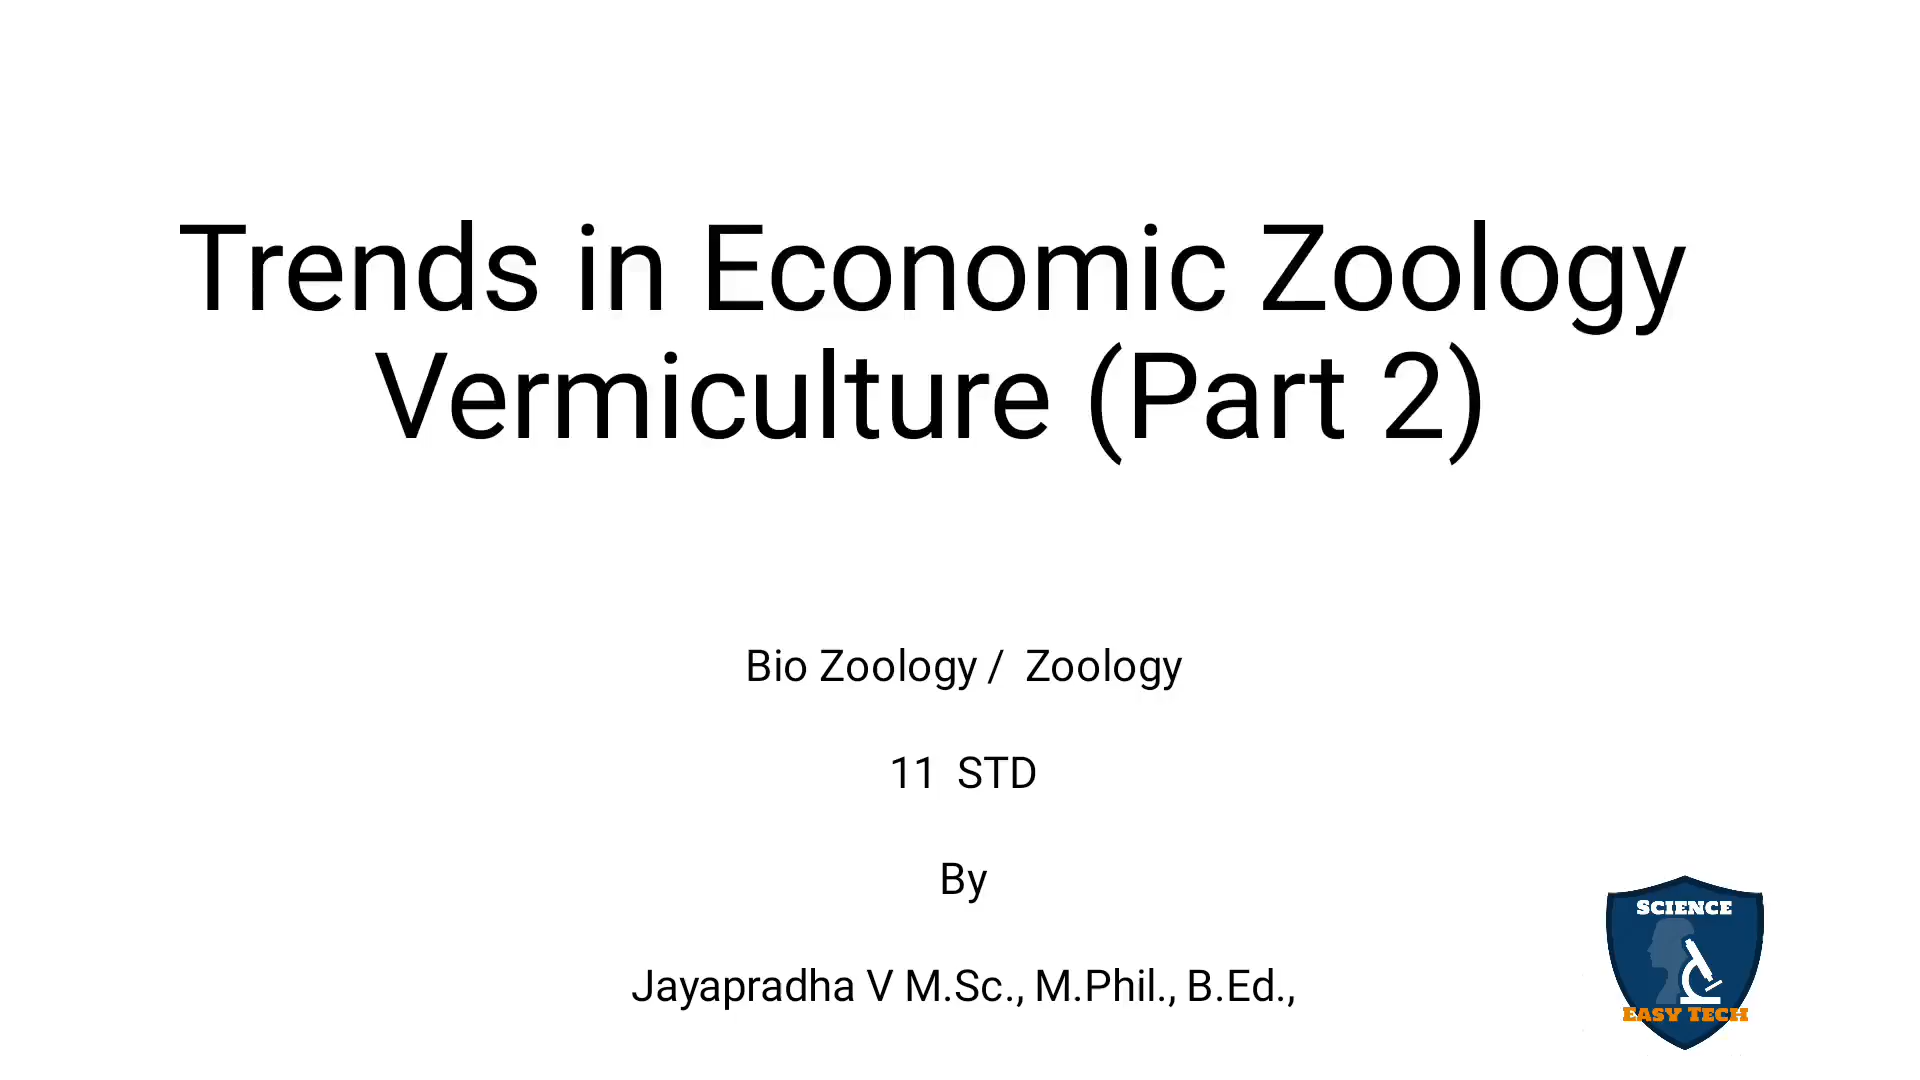 Trends in Economic Zoology
Vermiculture (Part 2)
Bio Zoology / Zoology
11 STD
By
Jayapradha V M.Sc., M.Phil., B.Ed.,
SCIENCE
EASY TECH